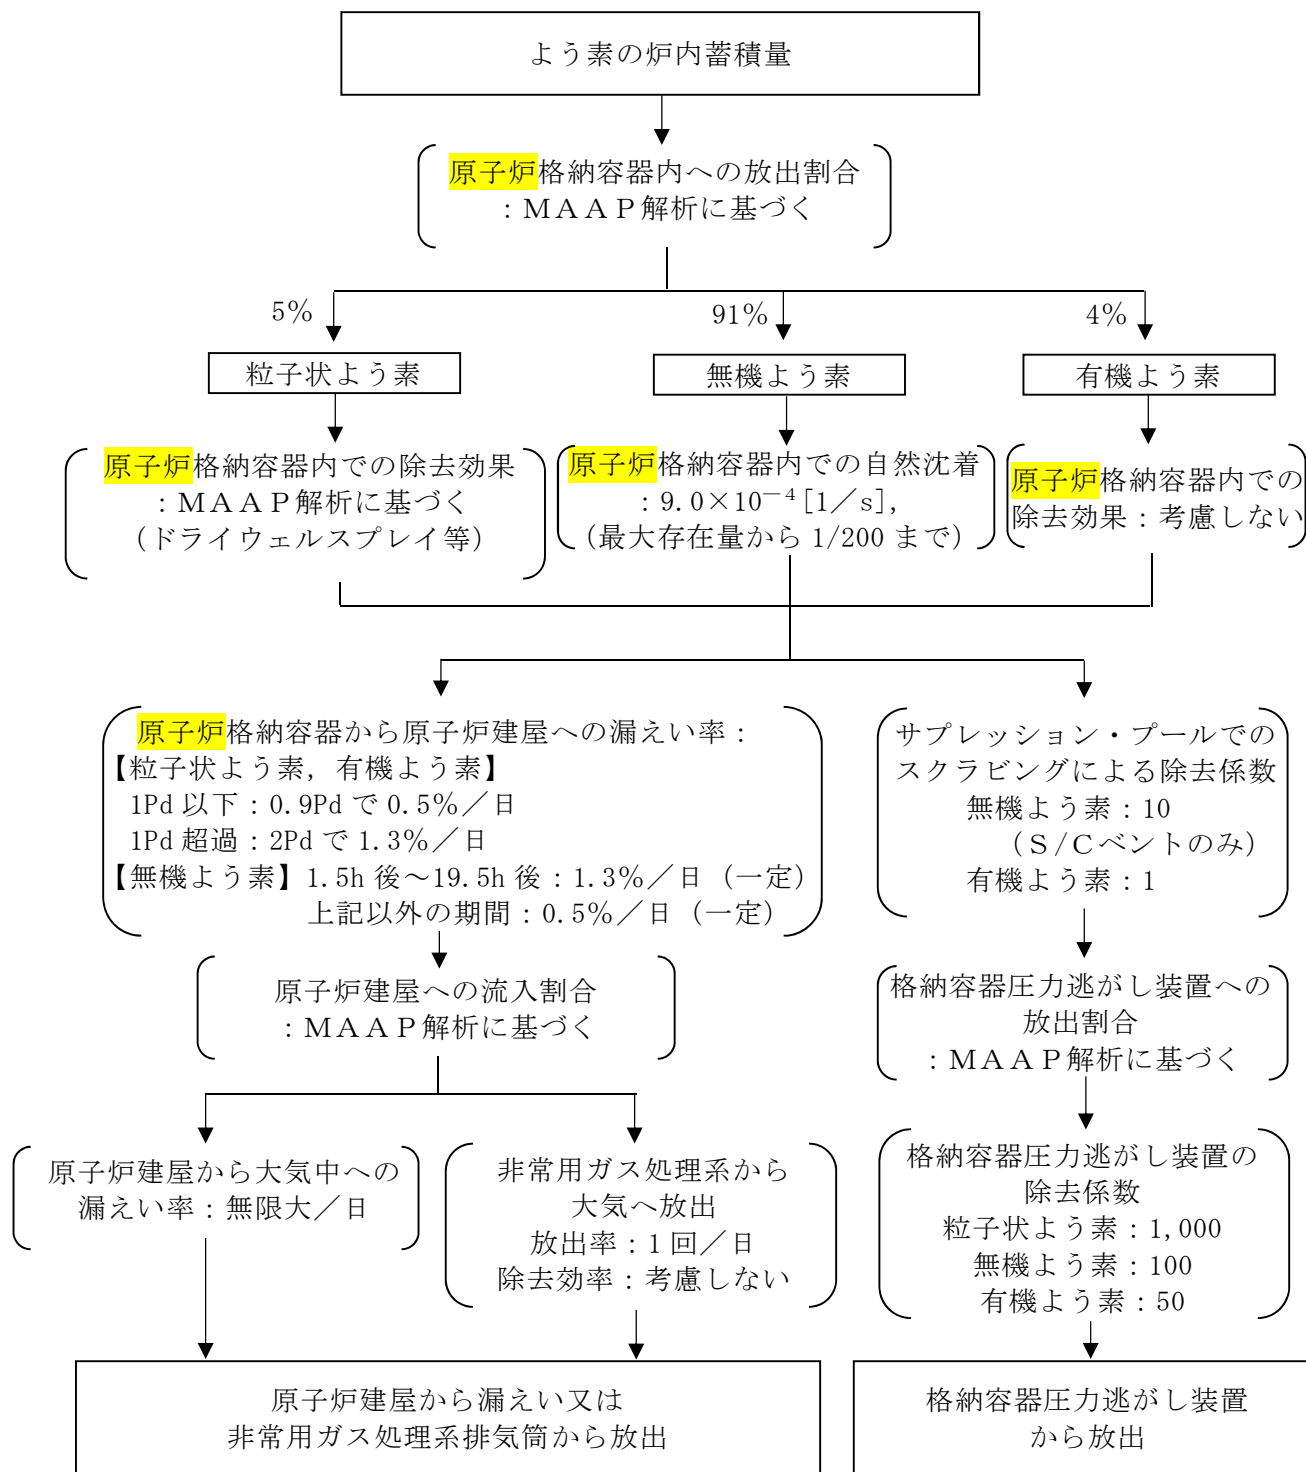 よう素の炉内蓄積量
原子炉格納容器内への放出割合
：ＭＡＡＰ解析に基づく
5％
91％
4％
粒子状よう素
無機よう素
有機よう素
原子炉格納容器内での除去効果
：ＭＡＡＰ解析に基づく
（ドライウェルスプレイ等）
原子炉格納容器内での自然沈着
：9.0×10⁻⁴[1／s],
（最大存在量から 1/200 まで）
原子炉格納容器内での
除去効果：考慮しない
原子炉格納容器から原子炉建屋への漏えい率：
【粒子状よう素，有機よう素】
1Pd 以下：0.9Pd で 0.5％／日
1Pd 超過：2Pd で 1.3％／日
【無機よう素】1.5h 後～19.5h 後：1.3％／日（一定）
上記以外の期間：0.5％／日（一定）
サプレッション・プールでの
スクラビングによる除去係数
無機よう素：10
（Ｓ/Ｃベントのみ）
有機よう素：1
原子炉建屋への流入割合
：ＭＡＡＰ解析に基づく
格納容器圧力逃がし装置への
放出割合
：ＭＡＡＰ解析に基づく
原子炉建屋から大気中への
漏えい率：無限大／日
非常用ガス処理系から
大気へ放出
放出率：1 回／日
除去効率：考慮しない
格納容器圧力逃がし装置の
除去係数
粒子状よう素：1,000
無機よう素：100
有機よう素：50
原子炉建屋から漏えい又は
非常用ガス処理系排気筒から放出
格納容器圧力逃がし装置
から放出